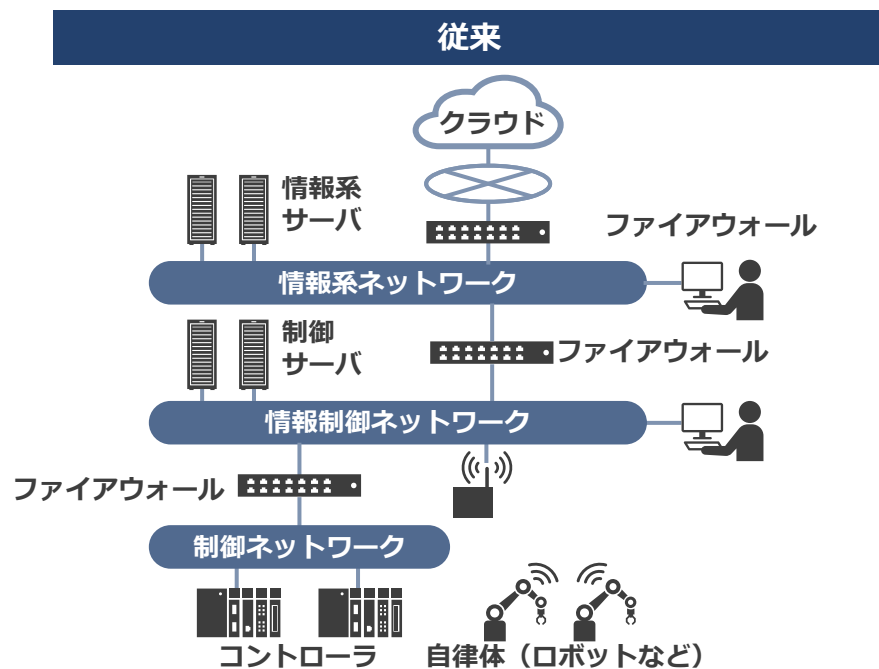 従来
クラウド
情報系
サーバ
ファイアウォール
情報系ネットワーク
制御
サーバ
ファイアウォール
情報制御ネットワーク
ファイアウォール
制御ネットワーク
コントローラ
自律体（ロボットなど）